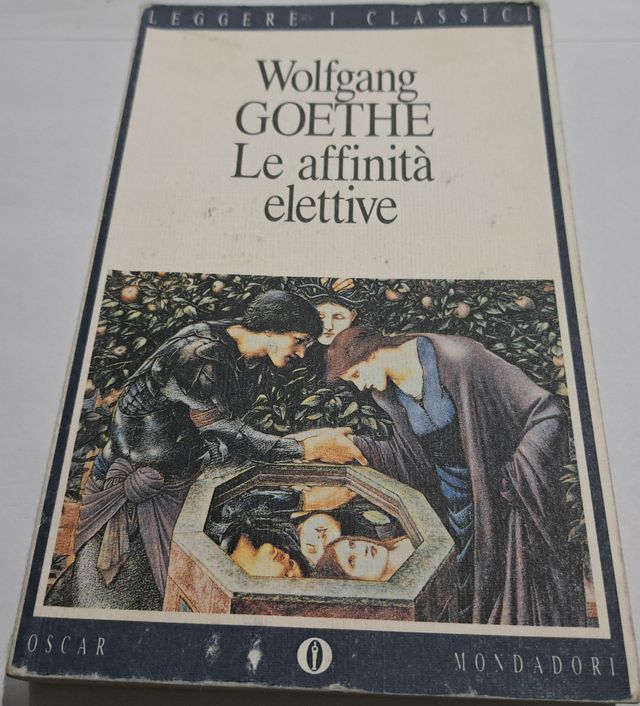 LEGGERE I CLASSICI
Wolfgang
GOETHE
Le affinità
elettive
OSCAR MONDADORI